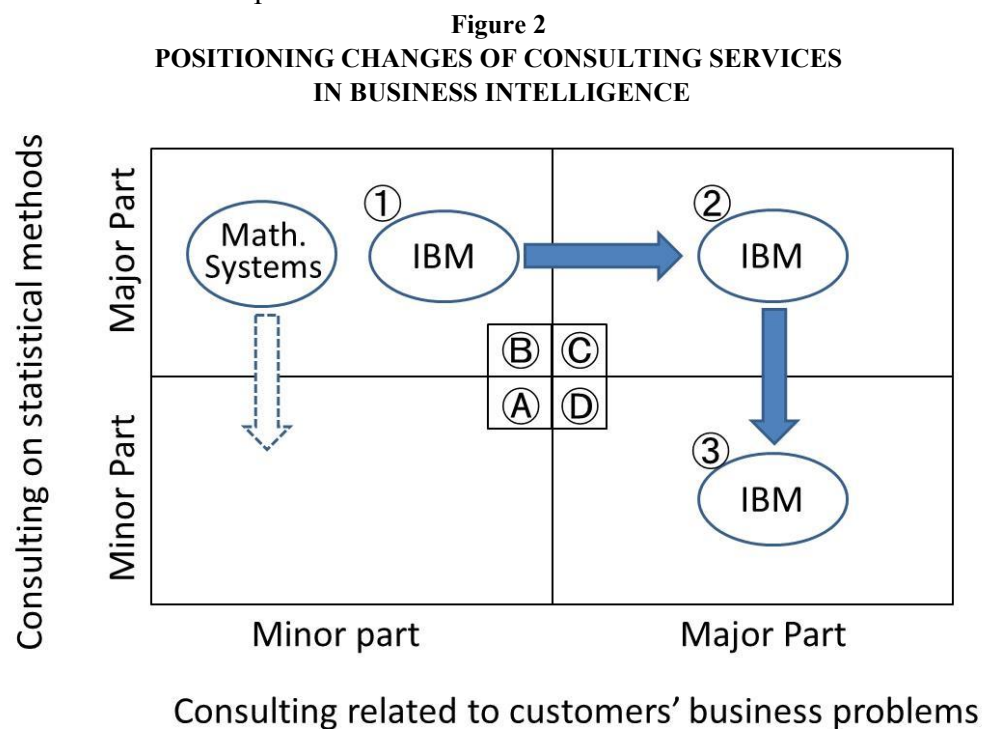 Figure 2
POSITIONING CHANGES OF CONSULTING SERVICES
IN BUSINESS INTELLIGENCE
Consulting on statistical methods
Major Part
Minor Part
Math.
Systems
① IBM
② IBM
Ⓑ Ⓒ
Ⓐ Ⓓ
③ IBM
Minor part
Major Part
Consulting related to customers’ business problems